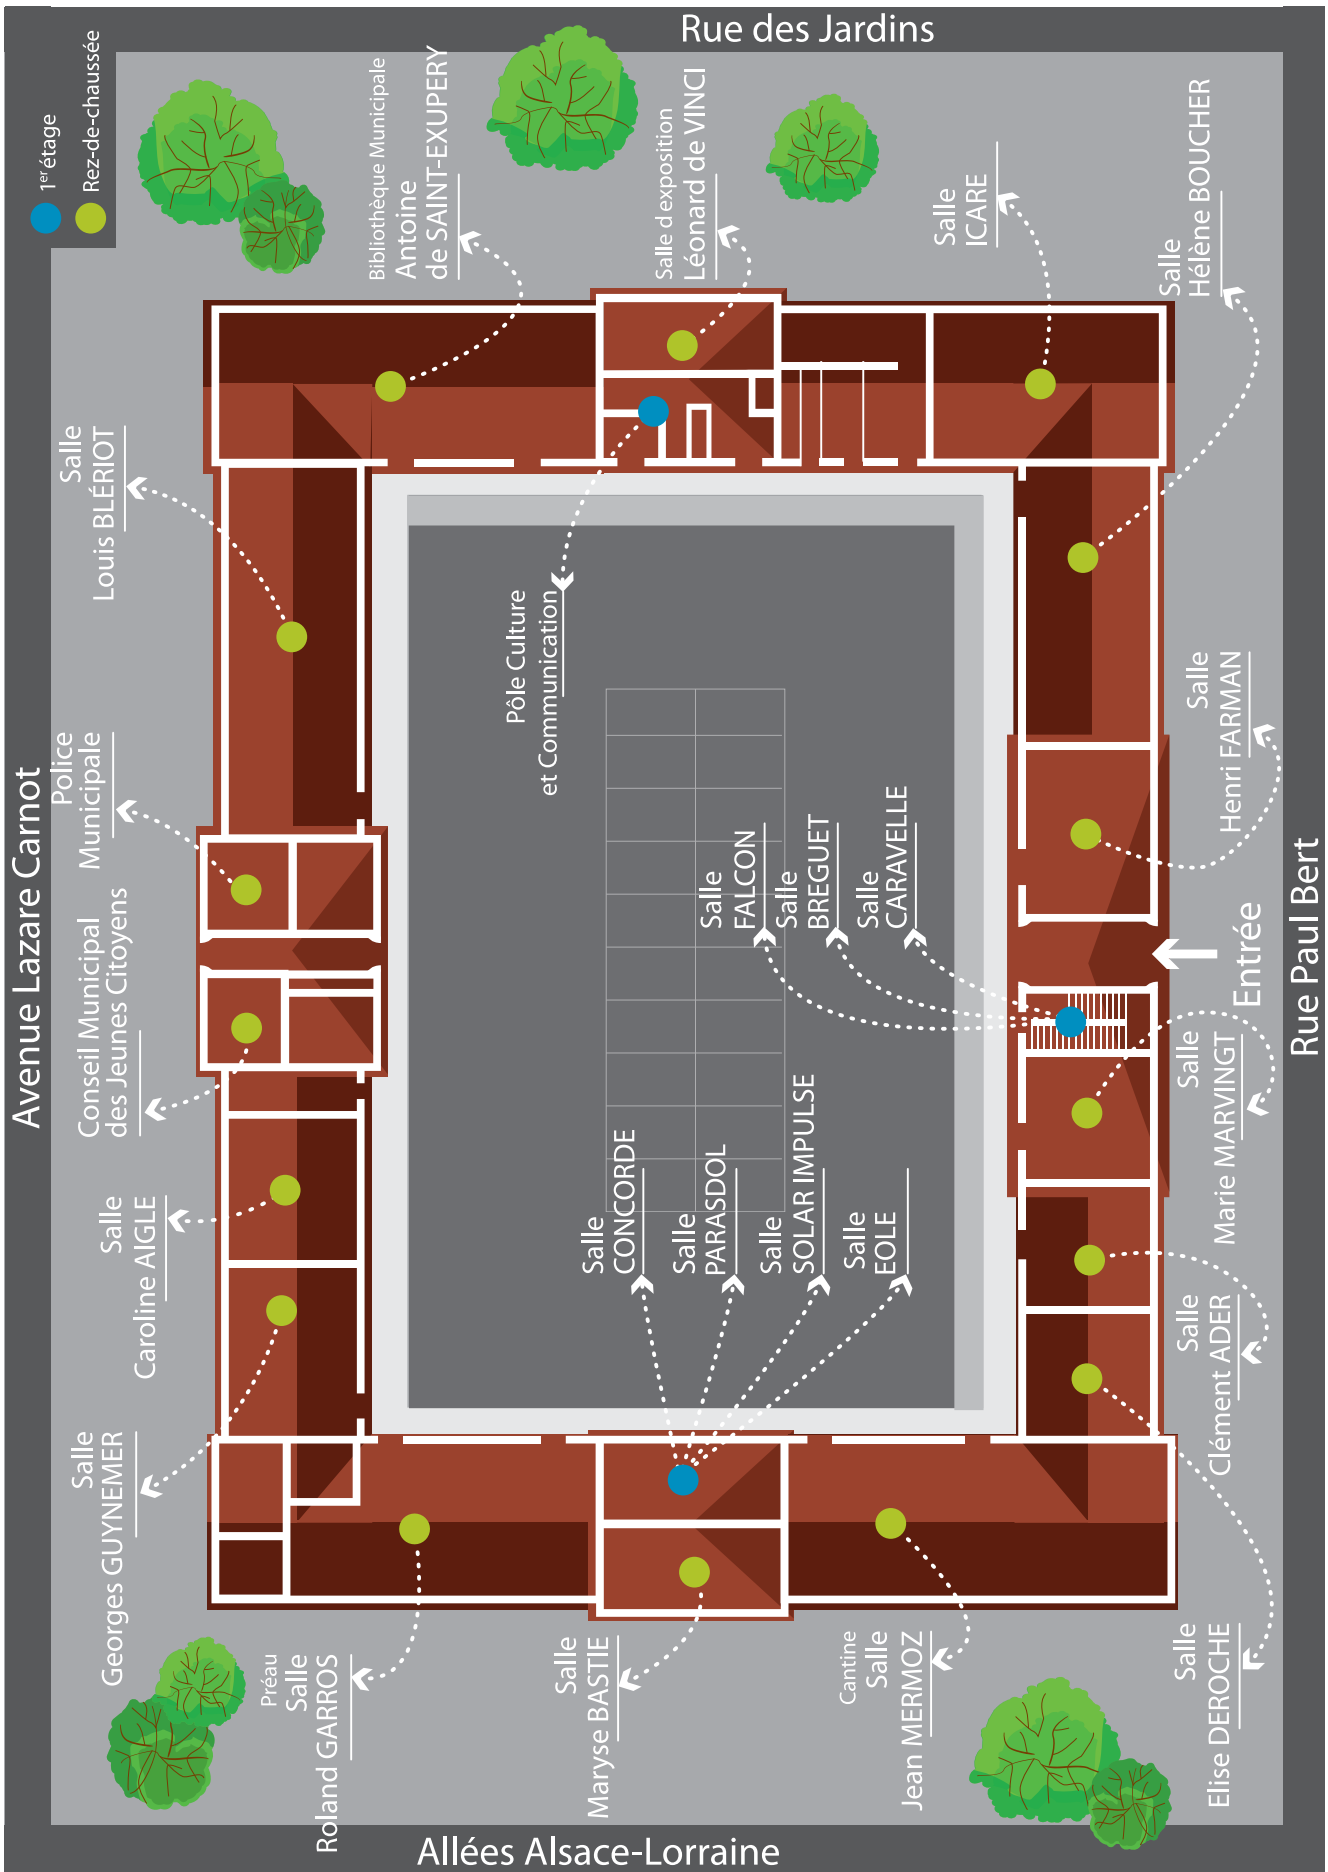 Rue des Jardins
1er étage
Rez-de-chaussée
Bibliothèque Municipale
Antoine
de SAINT-EXUPERY
Salle d'exposition
Léonard de VINCI
Salle
ICARE
Salle
Hélène BOUCHER
Salle
Louis BLÉRIOT
Pôle Culture
et Communication
Salle
Henri FARMAN
Police
Municipale
Avenue Lazare Carnot
Conseil Municipal
des Jeunes Citoyens
Salle
FALCON
Salle
BREGUET
Salle
CARAVELLE
Entrée
Rue Paul Bert
Salle
Marie MARVINGT
Salle
CONCORDE
Salle
PARASDOL
Salle
SOLAR IMPULSE
Salle
EOLE
Salle
Caroline AIGLE
Salle
Clément ADER
Salle
Georges GUYNEMER
Préau
Salle
Roland GARROS
Salle
Maryse BASTIE
Cantine
Salle
Jean MERMOZ
Salle
Elise DEROCHE
Allées Alsace-Lorraine